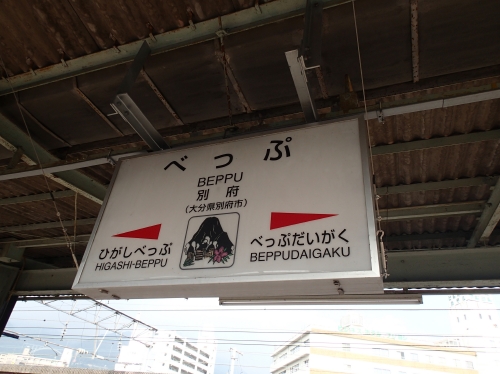 べっぷ
BEPPU
別府
(大分県別府市)
ひがしべっぷ
HIGASHI-BEPPU
べっぷだいがく
BEPPUDAIGAKU